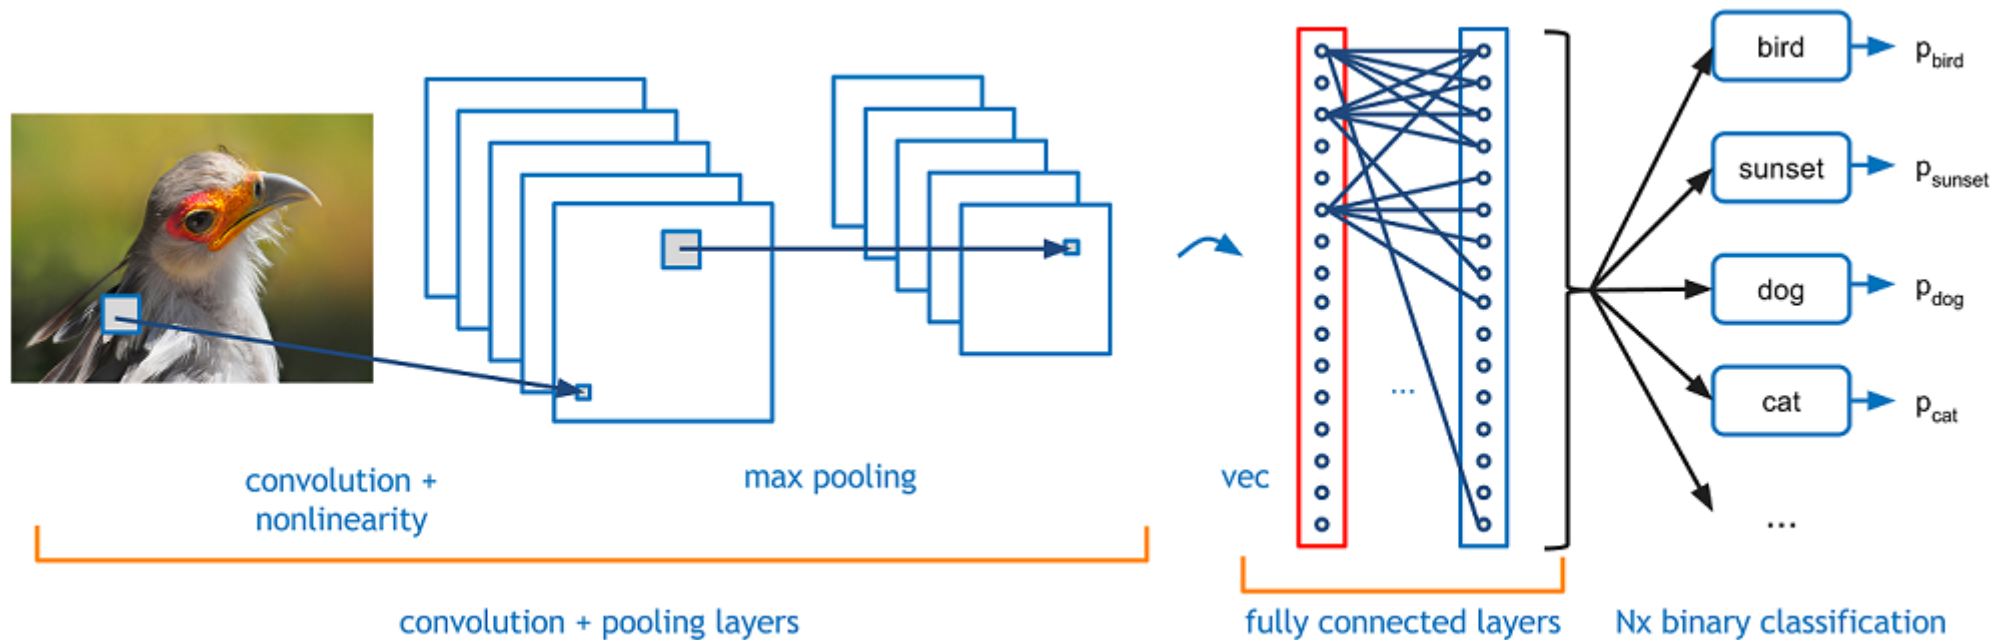 convolution +
nonlinearity
max pooling
vec
...
convolution + pooling layers
fully connected layers
Nx binary classification
bird
p_bird
sunset
p_sunset
dog
p_dog
cat
p_cat
...